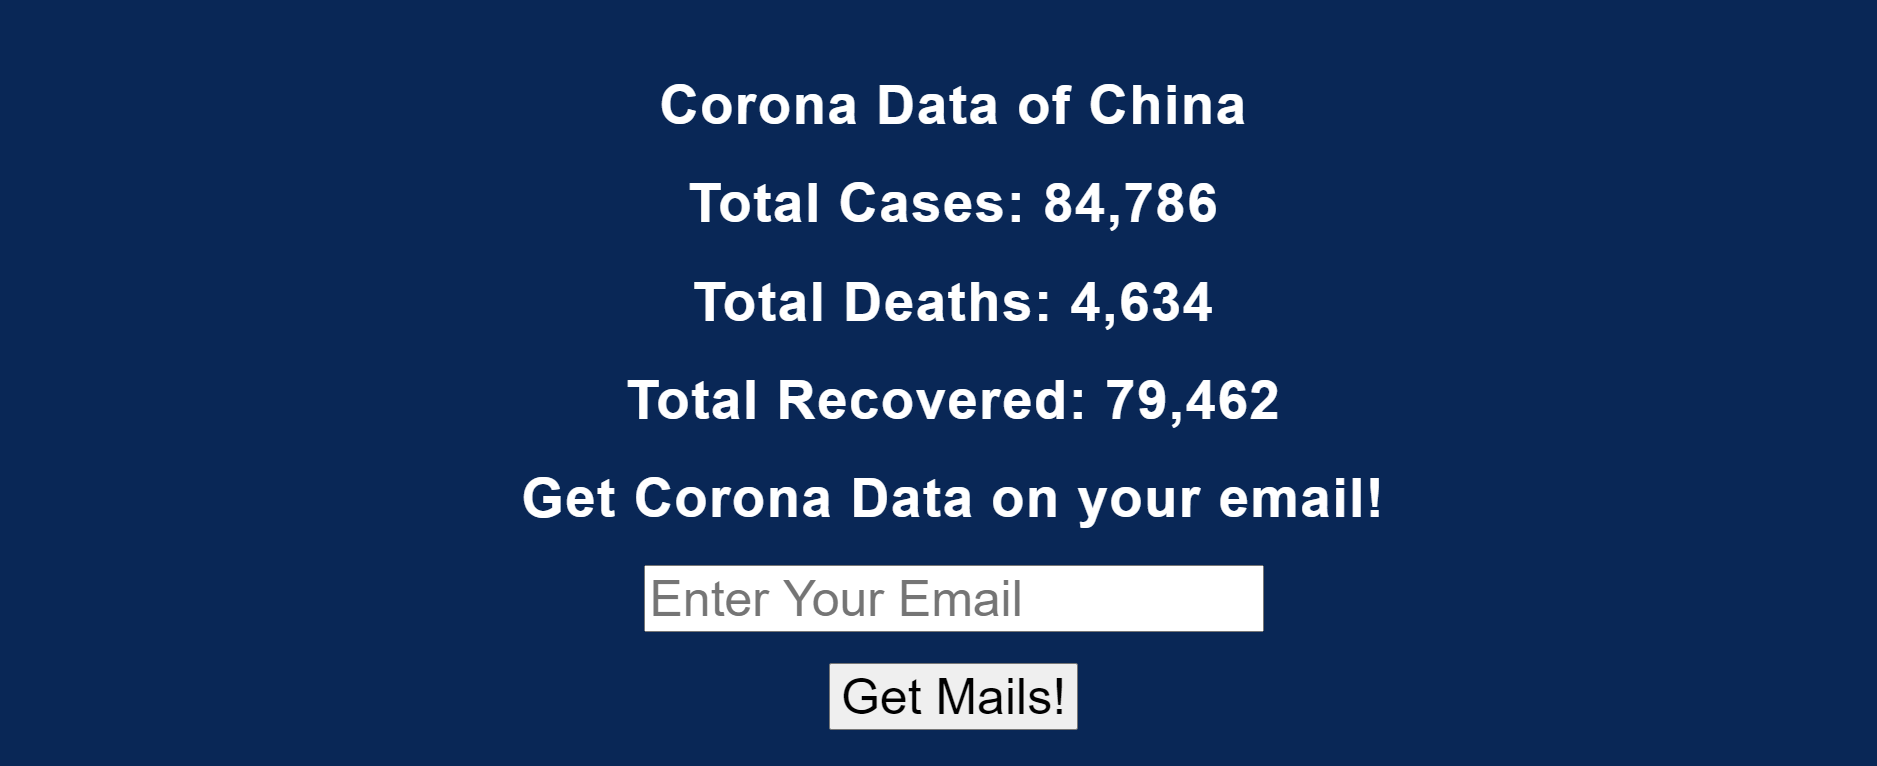 Corona Data of China
Total Cases: 84,786
Total Deaths: 4,634
Total Recovered: 79,462
Get Corona Data on your email!
Enter Your Email
Get Mails!